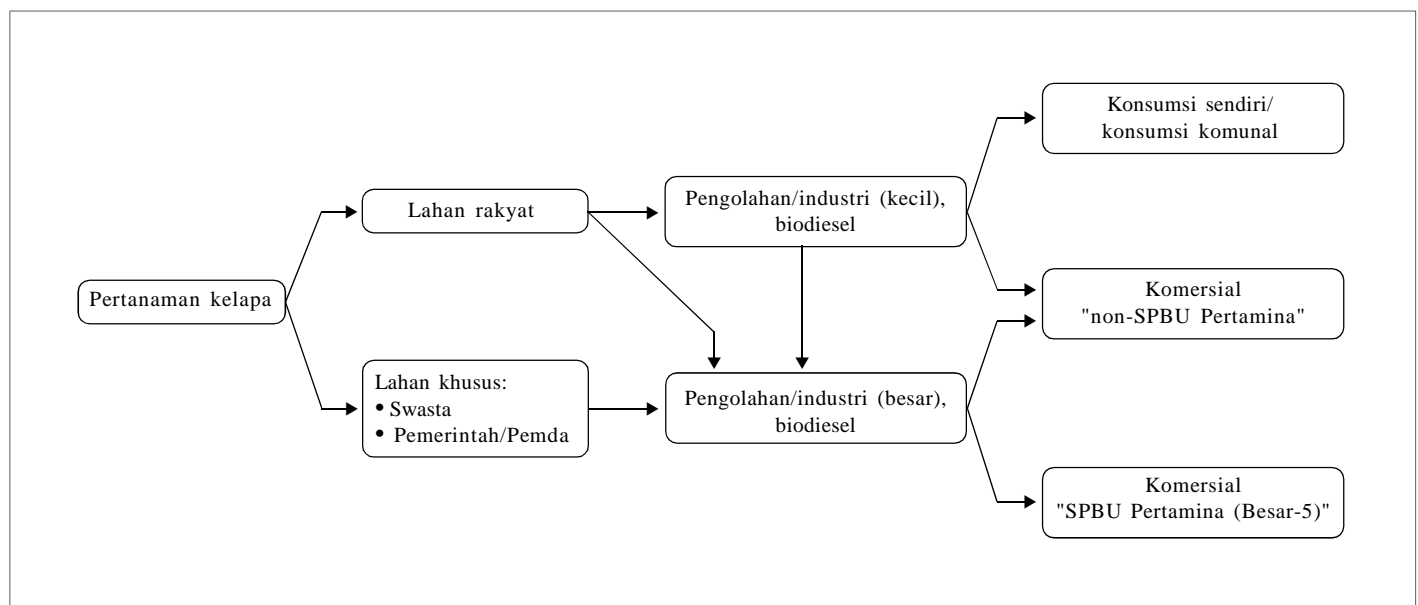 Pertanaman kelapa
Lahan rakyat
Lahan khusus:
• Swasta
• Pemerintah/Pemda
Pengolahan/industri (kecil),
biodiesel
Pengolahan/industri (besar),
biodiesel
Konsumsi sendiri/
konsumsi komunal
Komersial
"non-SPBU Pertamina"
Komersial
"SPBU Pertamina (Besar-5)"